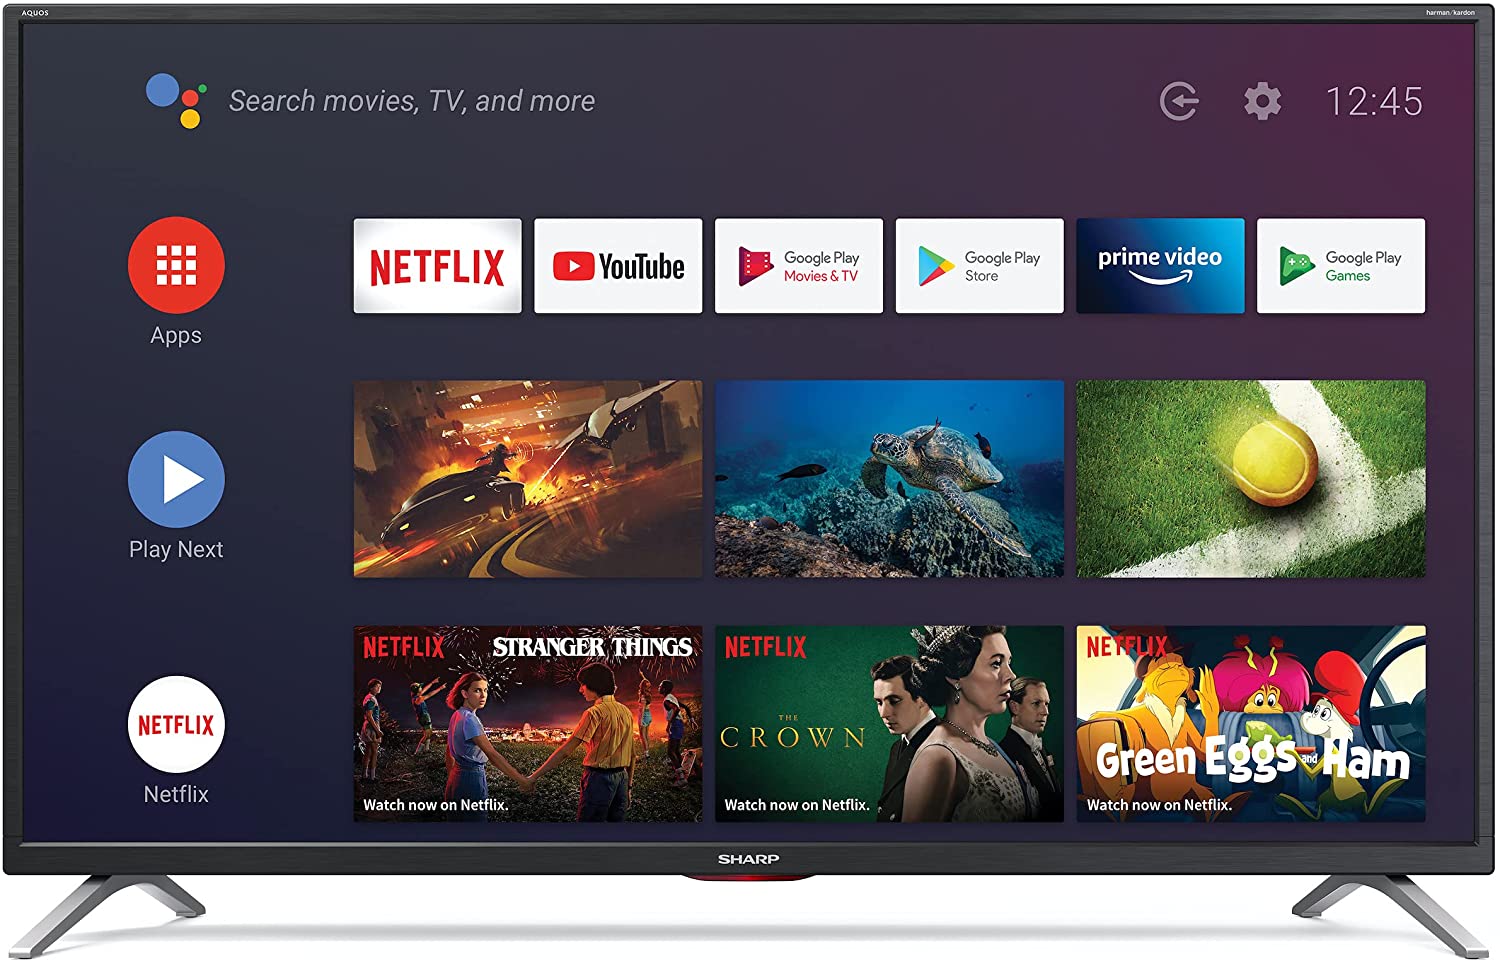 AQUOS
harman/kardon
Search movies, TV, and more
12:45
Apps
NETFLIX
YouTube
Google Play
Movies & TV
Google Play
Store
prime video
Google Play
Games
Play Next
NETFLIX
Netflix
NETFLIX
STRANGER THINGS
Watch now on Netflix.
NETFLIX
THE
CROWN
Watch now on Netflix.
NETFLIX
Green Eggs and Ham
Watch now on Netflix.
SHARP